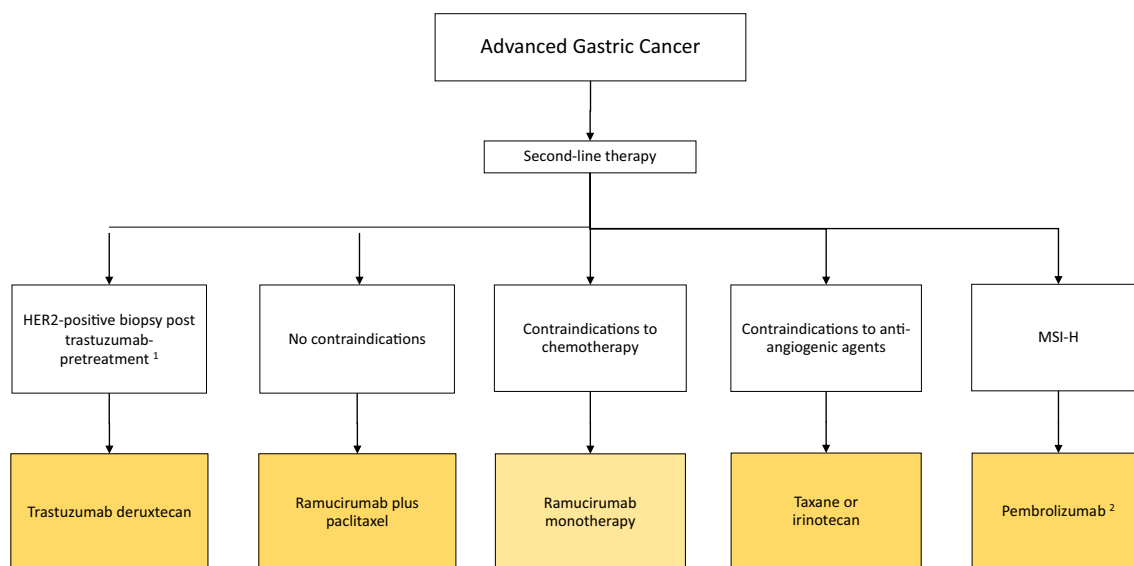 Advanced Gastric Cancer
Second-line therapy
HER2-positive biopsy post
trastuzumab-
pretreatment 1
No contraindications
Contraindications to
chemotherapy
Contraindications to anti-
angiogenic agents
MSI-H
Trastuzumab deruxtecan
Ramucirumab plus
paclitaxel
Ramucirumab
monotherapy
Taxane or
irinotecan
Pembrolizumab 2